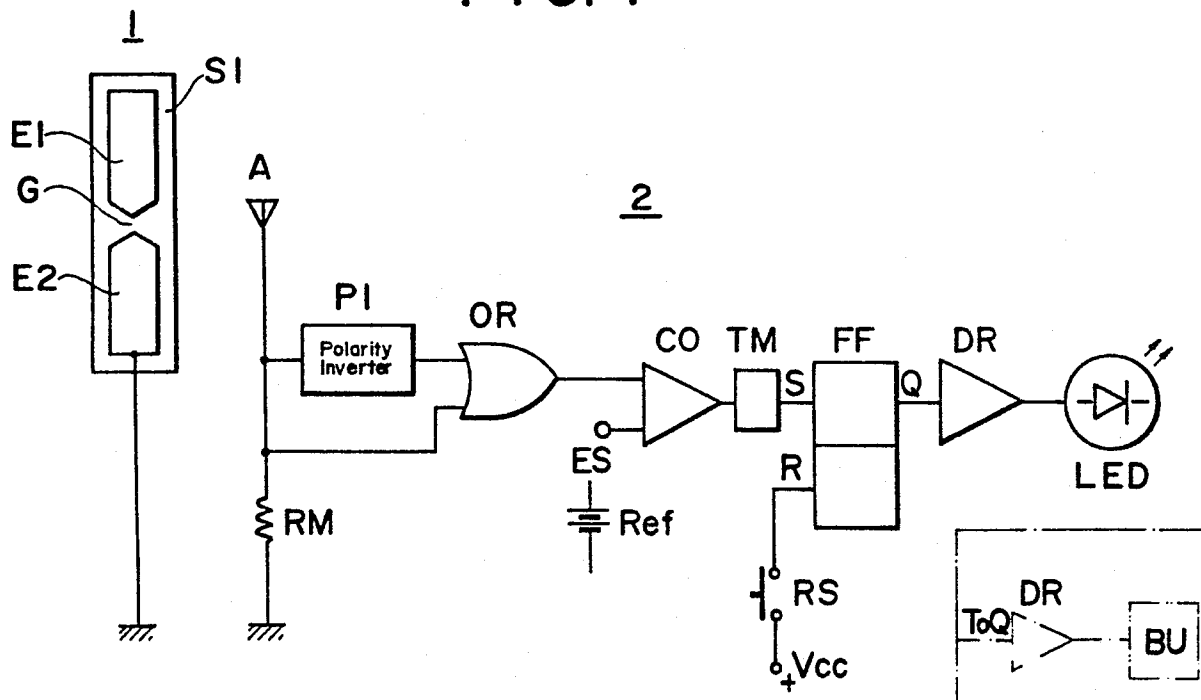 1
S1
E1
G
E2
A
2
PI
Polarity
Inverter
OR
CO
TM
FF
DR
S
Q
R
ES
Ref
RM
RS
+Vcc
LED
DR
ToQ
BU